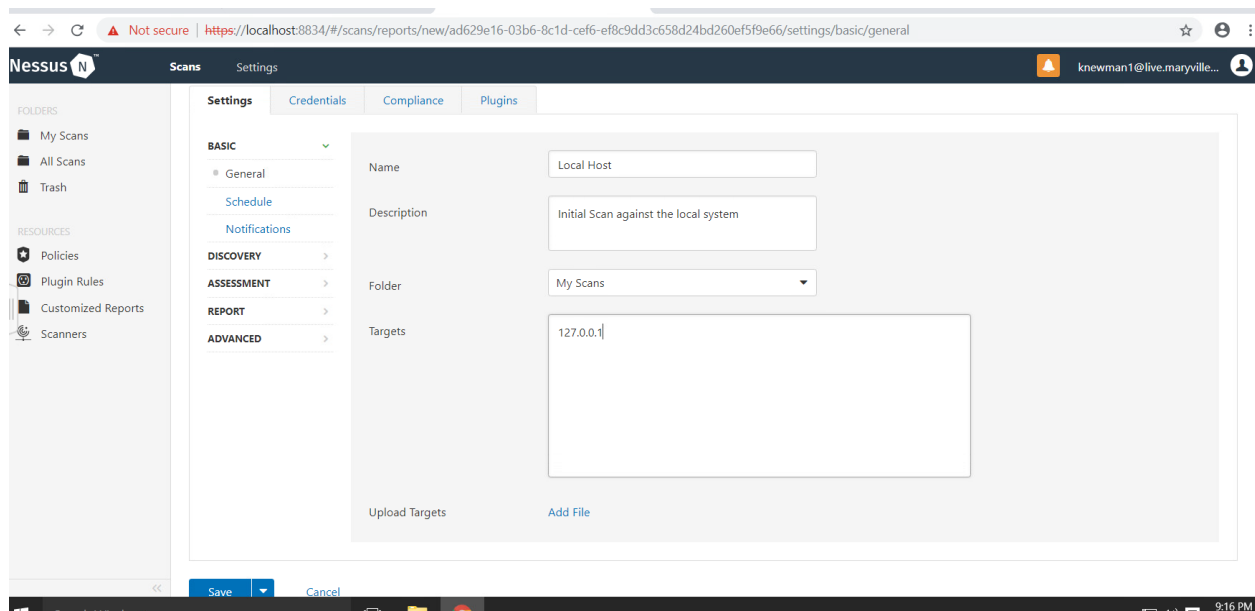 Not secure | https://localhost:8834/#/scans/reports/new/ad629e16-03b6-8c1d-cef6-ef8c9dd3c658d24bd260ef5f9e66/settings/basic/general
Nessus N Scans Settings knewman1@live.maryville...
Settings Credentials Compliance Plugins
FOLDERS
My Scans
All Scans
Trash
RESOURCES
Policies
Plugin Rules
Customized Reports
Scanners
BASIC
General
Schedule
Notifications
DISCOVERY
ASSESSMENT
REPORT
ADVANCED
Name Local Host
Description Initial Scan against the local system
Folder My Scans
Targets 127.0.0.1
Upload Targets Add File
Save Cancel
9:16 PM